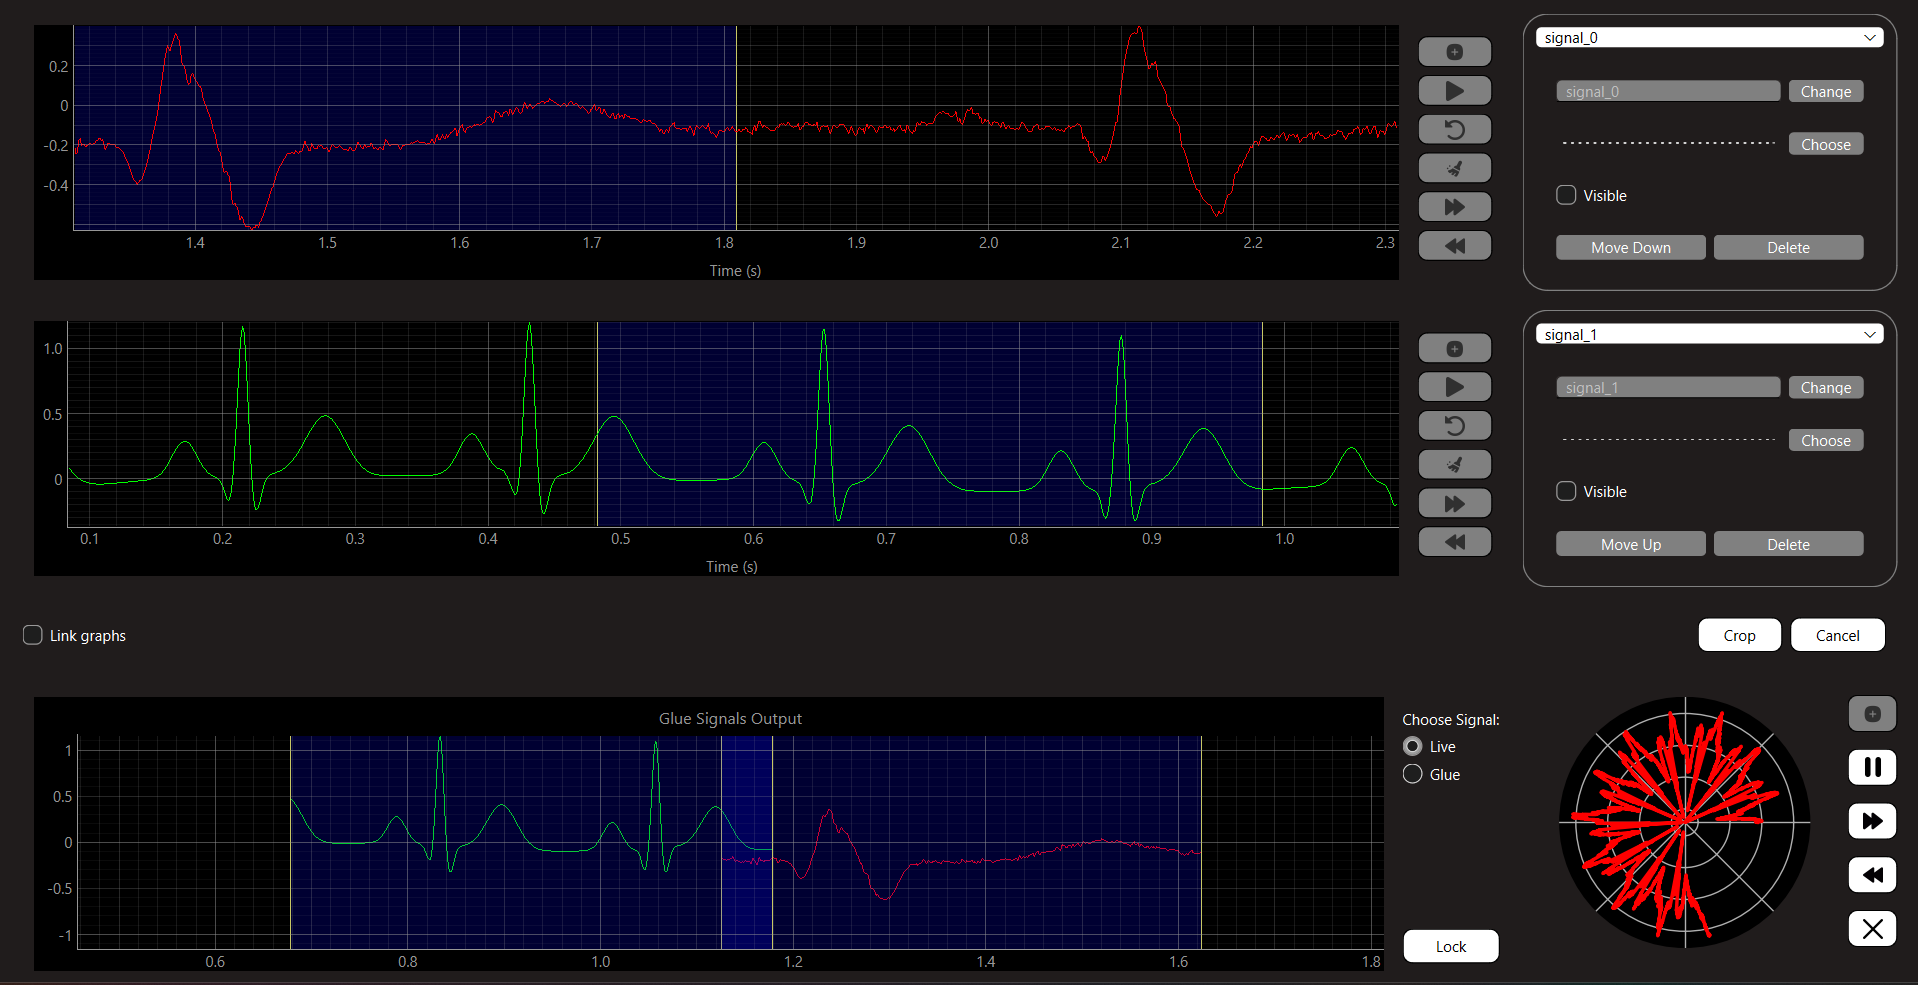 0.2
0
-0.2
-0.4
1.4 1.5 1.6 1.7 1.8 1.9 2.0 2.1 2.2 2.3
Time (s)
signal_0
signal_0 Change
Choose
Visible
Move Down Delete
1.0
0.5
0
0.1 0.2 0.3 0.4 0.5 0.6 0.7 0.8 0.9 1.0
Time (s)
signal_1
signal_1 Change
Choose
Visible
Move Up Delete
Link graphs
Crop Cancel
Glue Signals Output
1
0.5
0
-0.5
-1
0.6 0.8 1.0 1.2 1.4 1.6 1.8
Choose Signal:
Live
Glue
Lock